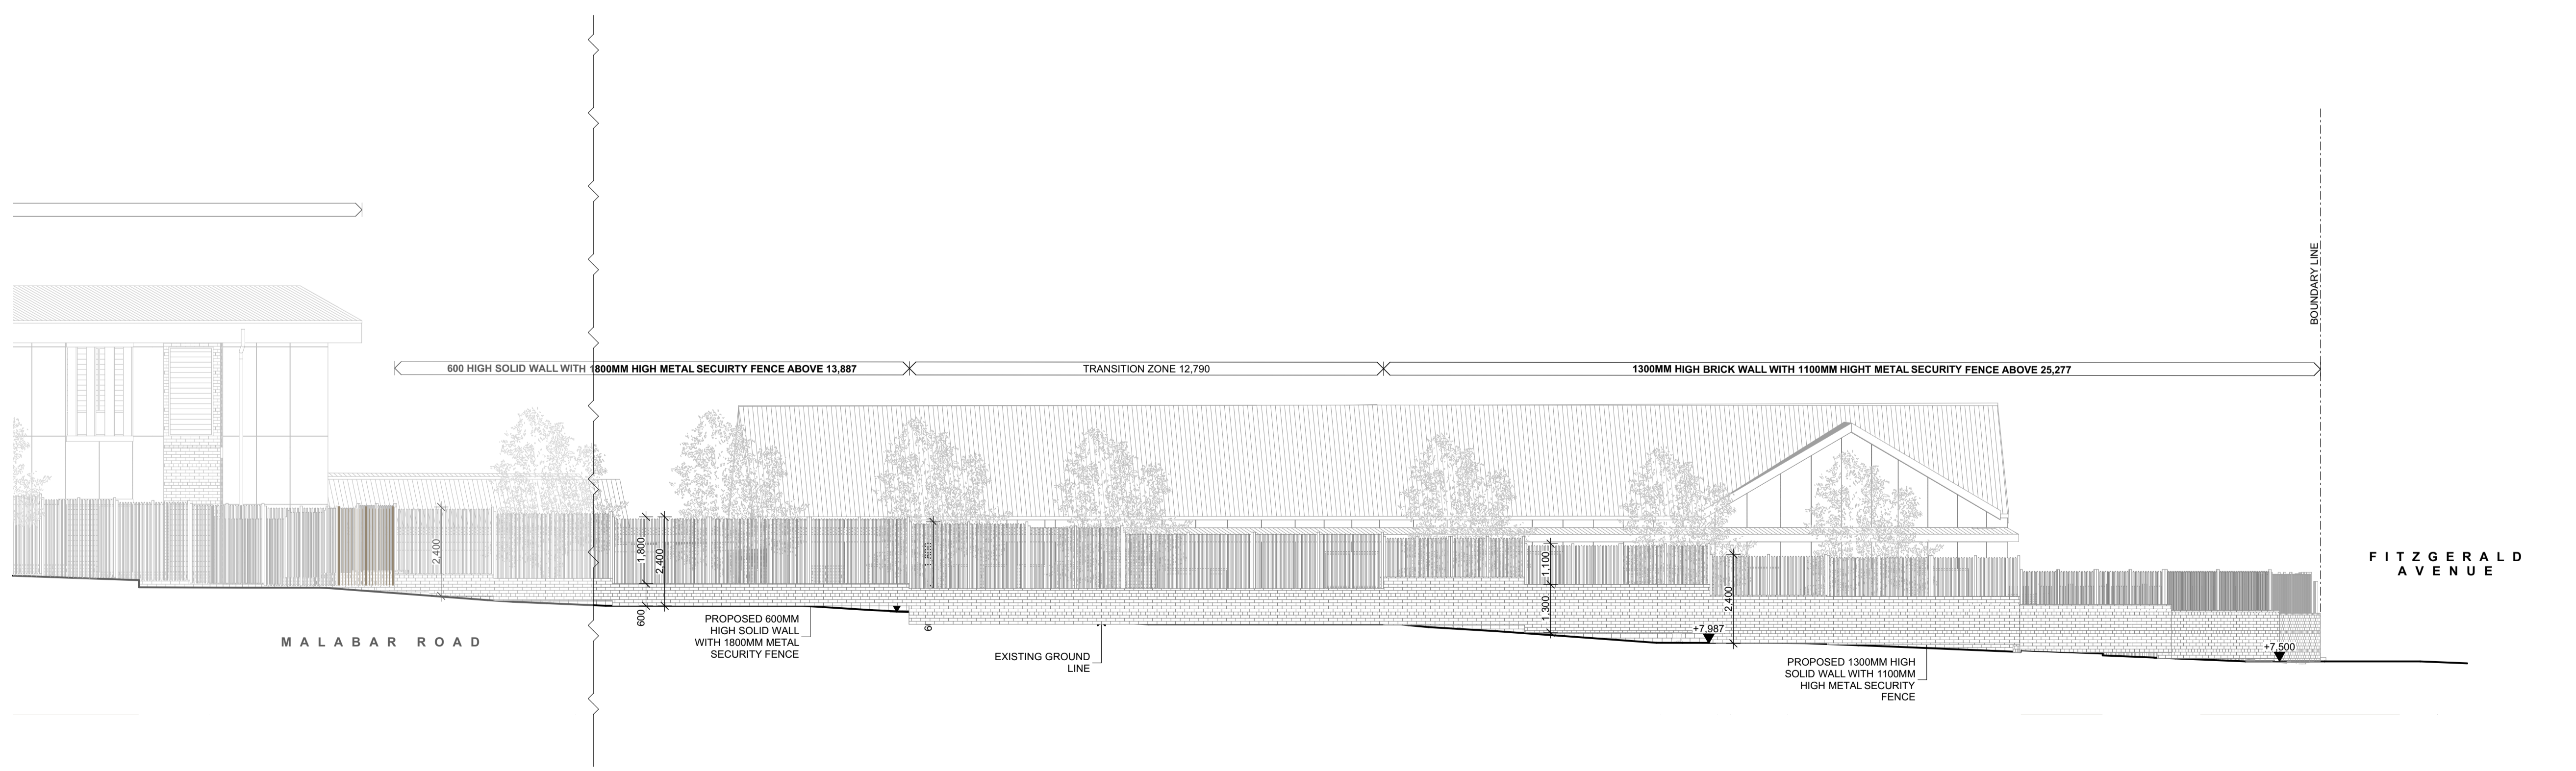 BOUNDARY LINE
600 HIGH SOLID WALL WITH 1800MM HIGH METAL SECUIRTY FENCE ABOVE 13,887
TRANSITION ZONE 12,790
1300MM HIGH BRICK WALL WITH 1100MM HIGHT METAL SECURITY FENCE ABOVE 25,277
2,400
1,800
2,400
600
1,800
1,100
1,300
2,400
FITZGERALD
AVENUE
MALABAR ROAD
PROPOSED 600MM
HIGH SOLID WALL
WITH 1800MM METAL
SECURITY FENCE
EXISTING GROUND
LINE
+7,987
PROPOSED 1300MM HIGH
SOLID WALL WITH 1100MM
HIGH METAL SECURITY
FENCE
+7,500